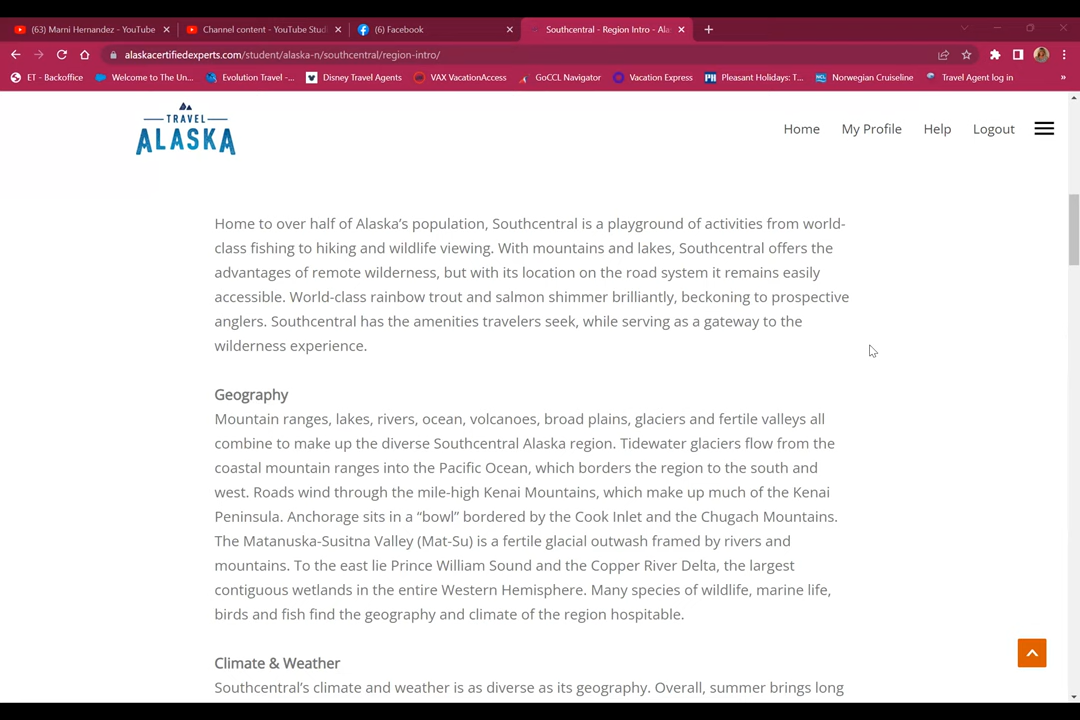 (63) Marni Hernandez - YouTube
Channel content - YouTube Studi
(6) Facebook
Southcentral - Region Intro - Ala
alaskacertifiedexperts.com/student/alaska-n/southcentral/region-intro/
ET - Backoffice
Welcome to The Un...
Evolution Travel -...
Disney Travel Agents
VAX VacationAccess
GoCCL Navigator
Vacation Express
Pleasant Holidays: T...
Norwegian Cruiseline
Travel Agent log in
TRAVEL
ALASKA
Home
My Profile
Help
Logout
Home to over half of Alaska’s population, Southcentral is a playground of activities from world-
class fishing to hiking and wildlife viewing. With mountains and lakes, Southcentral offers the
advantages of remote wilderness, but with its location on the road system it remains easily
accessible. World-class rainbow trout and salmon shimmer brilliantly, beckoning to prospective
anglers. Southcentral has the amenities travelers seek, while serving as a gateway to the
wilderness experience.
Geography
Mountain ranges, lakes, rivers, ocean, volcanoes, broad plains, glaciers and fertile valleys all
combine to make up the diverse Southcentral Alaska region. Tidewater glaciers flow from the
coastal mountain ranges into the Pacific Ocean, which borders the region to the south and
west. Roads wind through the mile-high Kenai Mountains, which make up much of the Kenai
Peninsula. Anchorage sits in a “bowl” bordered by the Cook Inlet and the Chugach Mountains.
The Matanuska-Susitna Valley (Mat-Su) is a fertile glacial outwash framed by rivers and
mountains. To the east lie Prince William Sound and the Copper River Delta, the largest
contiguous wetlands in the entire Western Hemisphere. Many species of wildlife, marine life,
birds and fish find the geography and climate of the region hospitable.
Climate & Weather
Southcentral’s climate and weather is as diverse as its geography. Overall, summer brings long